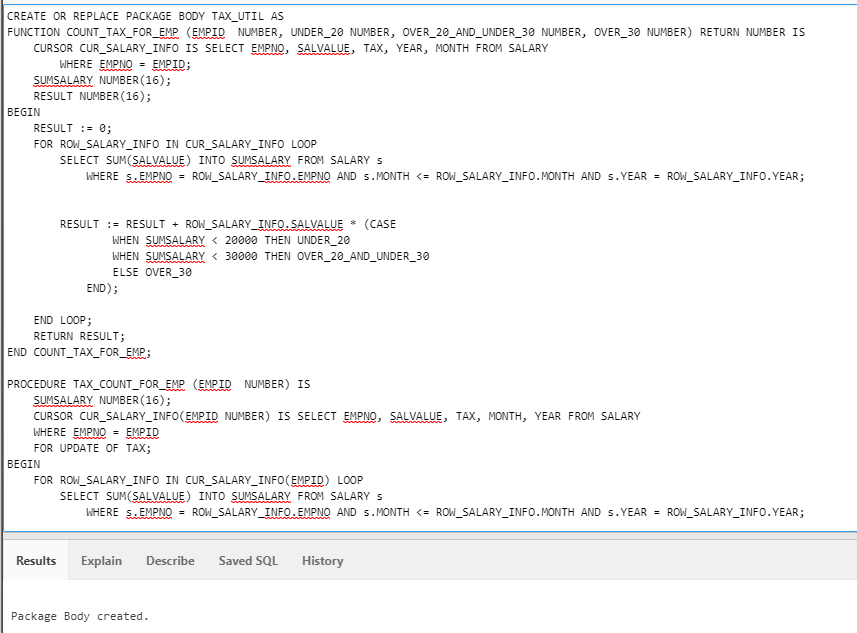 CREATE OR REPLACE PACKAGE BODY TAX_UTIL AS
FUNCTION COUNT_TAX_FOR_EMP (EMPID  NUMBER, UNDER_20 NUMBER, OVER_20_AND_UNDER_30 NUMBER, OVER_30 NUMBER) RETURN NUMBER IS
    CURSOR CUR_SALARY_INFO IS SELECT EMPNO, SALVALUE, TAX, YEAR, MONTH FROM SALARY
        WHERE EMPNO = EMPID;
    SUMSALARY NUMBER(16);
    RESULT NUMBER(16);
BEGIN
    RESULT := 0;
    FOR ROW_SALARY_INFO IN CUR_SALARY_INFO LOOP
        SELECT SUM(SALVALUE) INTO SUMSALARY FROM SALARY s
            WHERE s.EMPNO = ROW_SALARY_INFO.EMPNO AND s.MONTH <= ROW_SALARY_INFO.MONTH AND s.YEAR = ROW_SALARY_INFO.YEAR;
        RESULT := RESULT + ROW_SALARY_INFO.SALVALUE * (CASE
                WHEN SUMSALARY < 20000 THEN UNDER_20
                WHEN SUMSALARY < 30000 THEN OVER_20_AND_UNDER_30
                ELSE OVER_30
            END);
    END LOOP;
    RETURN RESULT;
END COUNT_TAX_FOR_EMP;
PROCEDURE TAX_COUNT_FOR_EMP (EMPID  NUMBER) IS
    SUMSALARY NUMBER(16);
    CURSOR CUR_SALARY_INFO(EMPID NUMBER) IS SELECT EMPNO, SALVALUE, TAX, MONTH, YEAR FROM SALARY
    WHERE EMPNO = EMPID
    FOR UPDATE OF TAX;
BEGIN
    FOR ROW_SALARY_INFO IN CUR_SALARY_INFO(EMPID) LOOP
        SELECT SUM(SALVALUE) INTO SUMSALARY FROM SALARY s
            WHERE s.EMPNO = ROW_SALARY_INFO.EMPNO AND s.MONTH <= ROW_SALARY_INFO.MONTH AND s.YEAR = ROW_SALARY_INFO.YEAR;
Results Explain Describe Saved SQL History
Package Body created.